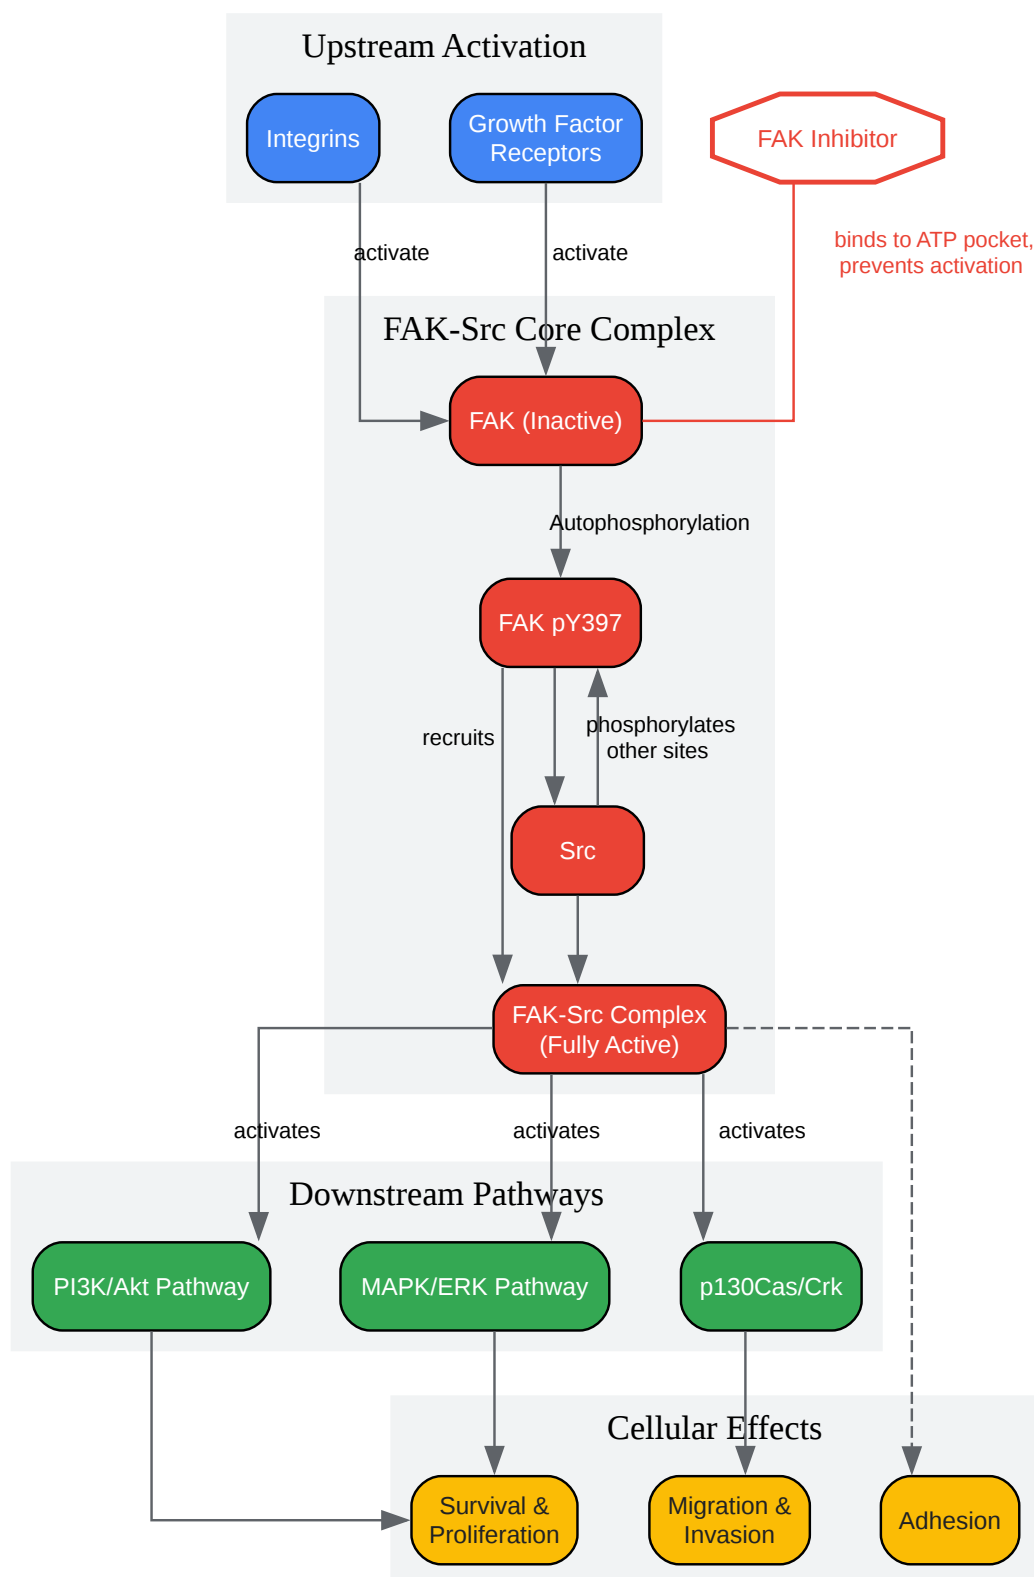 Upstream Activation
Integrins
Growth Factor
Receptors
FAK Inhibitor
activate
activate
binds to ATP pocket,
prevents activation
FAK-Src Core Complex
FAK (Inactive)
Autophosphorylation
FAK pY397
recruits
phosphorylates
other sites
Src
FAK-Src Complex
(Fully Active)
activates
activates
activates
Downstream Pathways
PI3K/Akt Pathway
MAPK/ERK Pathway
p130Cas/Crk
Cellular Effects
Survival &
Proliferation
Migration &
Invasion
Adhesion